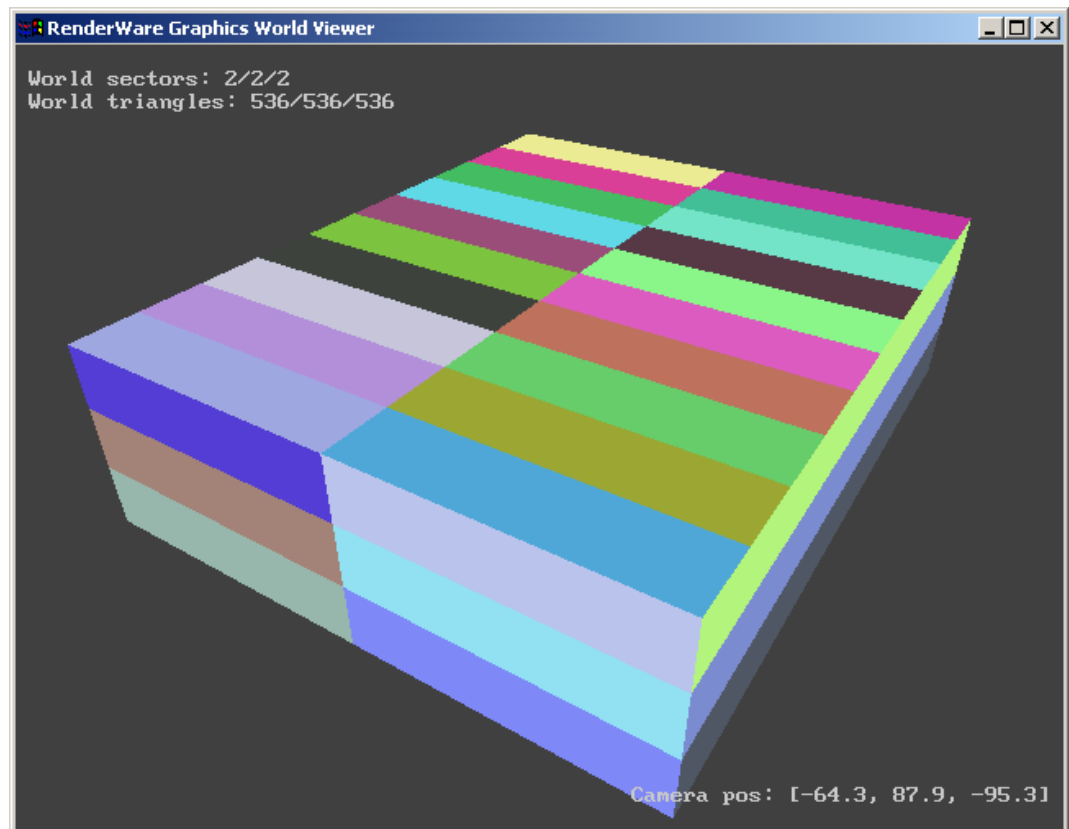 RenderWare Graphics World Viewer
World sectors: 2/2/2
World triangles: 536/536/536
Camera pos: [-64.3, 87.9, -95.3]